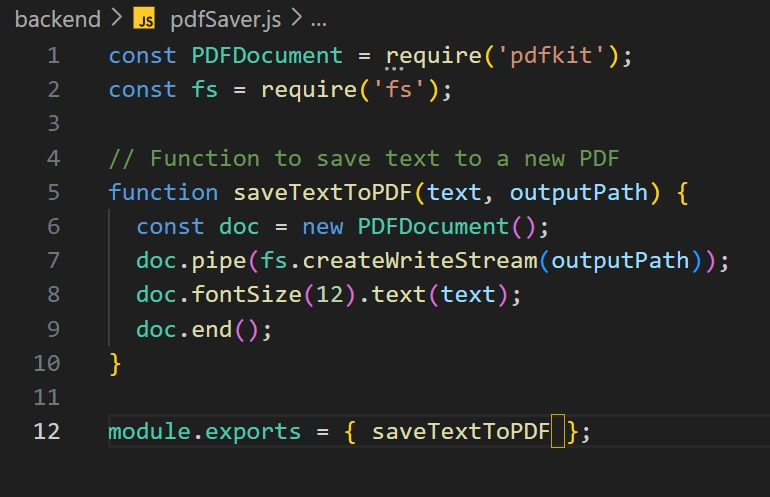 backend > JS pdfSaver.js > ...
1 const PDFDocument = require('pdfkit');
2 const fs = require('fs');
3
4 // Function to save text to a new PDF
5 function saveTextToPDF(text, outputPath) {
6   const doc = new PDFDocument();
7   doc.pipe(fs.createWriteStream(outputPath));
8   doc.fontSize(12).text(text);
9   doc.end();
10 }
11
12 module.exports = { saveTextToPDF };